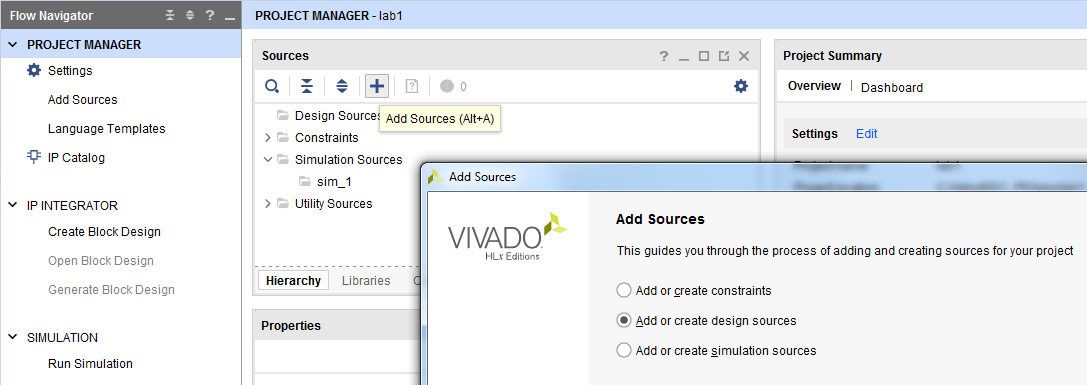 Flow Navigator
PROJECT MANAGER
Settings
Add Sources
Language Templates
IP Catalog
IP INTEGRATOR
Create Block Design
Open Block Design
Generate Block Design
SIMULATION
Run Simulation
PROJECT MANAGER - lab1
Sources
0
Design Sources
Add Sources (Alt+A)
Constraints
Simulation Sources
sim_1
Utility Sources
Hierarchy
Libraries
Properties
Project Summary
Overview
Dashboard
Settings Edit
Add Sources
VIVADO
HLx Editions
Add Sources
This guides you through the process of adding and creating sources for your project
Add or create constraints
Add or create design sources
Add or create simulation sources